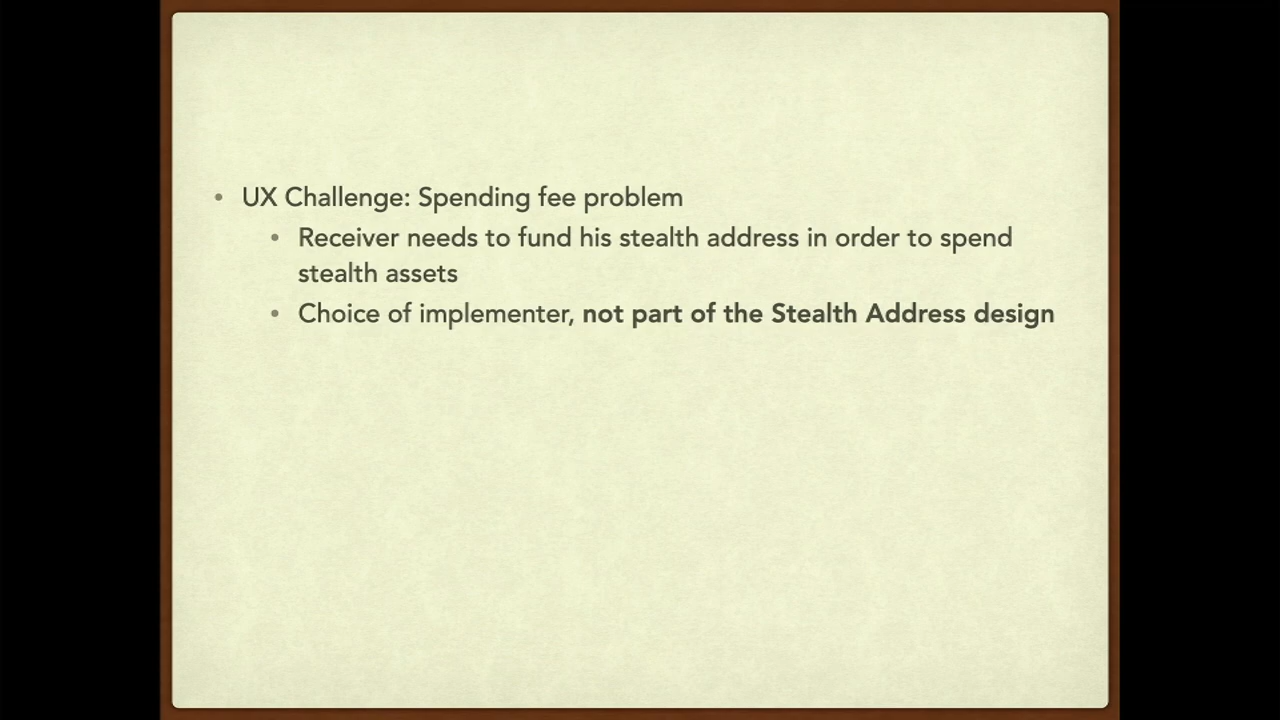 • UX Challenge: Spending fee problem
• Receiver needs to fund his stealth address in order to spend
stealth assets
• Choice of implementer, not part of the Stealth Address design